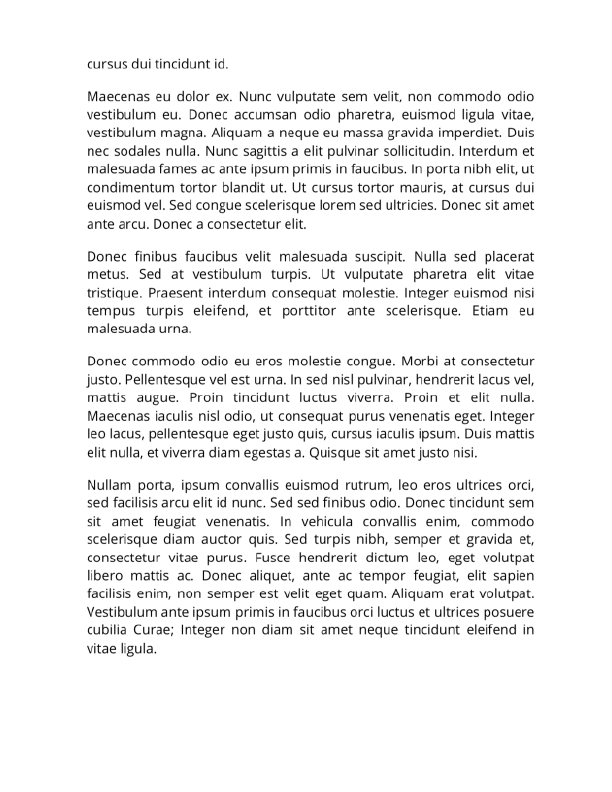 cursus dui tincidunt id.
Maecenas eu dolor ex. Nunc vulputate sem velit, non commodo odio
vestibulum eu. Donec accumsan odio pharetra, euismod ligula vitae,
vestibulum magna. Aliquam a neque eu massa gravida imperdiet. Duis
nec sodales nulla. Nunc sagittis a elit pulvinar sollicitudin. Interdum et
malesuada fames ac ante ipsum primis in faucibus. In porta nibh elit, ut
condimentum tortor blandit ut. Ut cursus tortor mauris, at cursus dui
euismod vel. Sed congue scelerisque lorem sed ultricies. Donec sit amet
ante arcu. Donec a consectetur elit.
Donec finibus faucibus velit malesuada suscipit. Nulla sed placerat
metus. Sed at vestibulum turpis. Ut vulputate pharetra elit vitae
tristique. Praesent interdum consequat molestie. Integer euismod nisi
tempus turpis eleifend, et porttitor ante scelerisque. Etiam eu
malesuada urna.
Donec commodo odio eu eros molestie congue. Morbi at consectetur
justo. Pellentesque vel est urna. In sed nisl pulvinar, hendrerit lacus vel,
mattis augue. Proin tincidunt luctus viverra. Proin et elit nulla.
Maecenas iaculis nisl odio, ut consequat purus venenatis eget. Integer
leo lacus, pellentesque eget justo quis, cursus iaculis ipsum. Duis mattis
elit nulla, et viverra diam egestas a. Quisque sit amet justo nisi.
Nullam porta, ipsum convallis euismod rutrum, leo eros ultrices orci,
sed facilisis arcu elit id nunc. Sed sed finibus odio. Donec tincidunt sem
sit amet feugiat venenatis. In vehicula convallis enim, commodo
scelerisque diam auctor quis. Sed turpis nibh, semper et gravida et,
consectetur vitae purus. Fusce hendrerit dictum leo, eget volutpat
libero mattis ac. Donec aliquet, ante ac tempor feugiat, elit sapien
facilisis enim, non semper est velit eget quam. Aliquam erat volutpat.
Vestibulum ante ipsum primis in faucibus orci luctus et ultrices posuere
cubilia Curae; Integer non diam sit amet neque tincidunt eleifend in
vitae ligula.